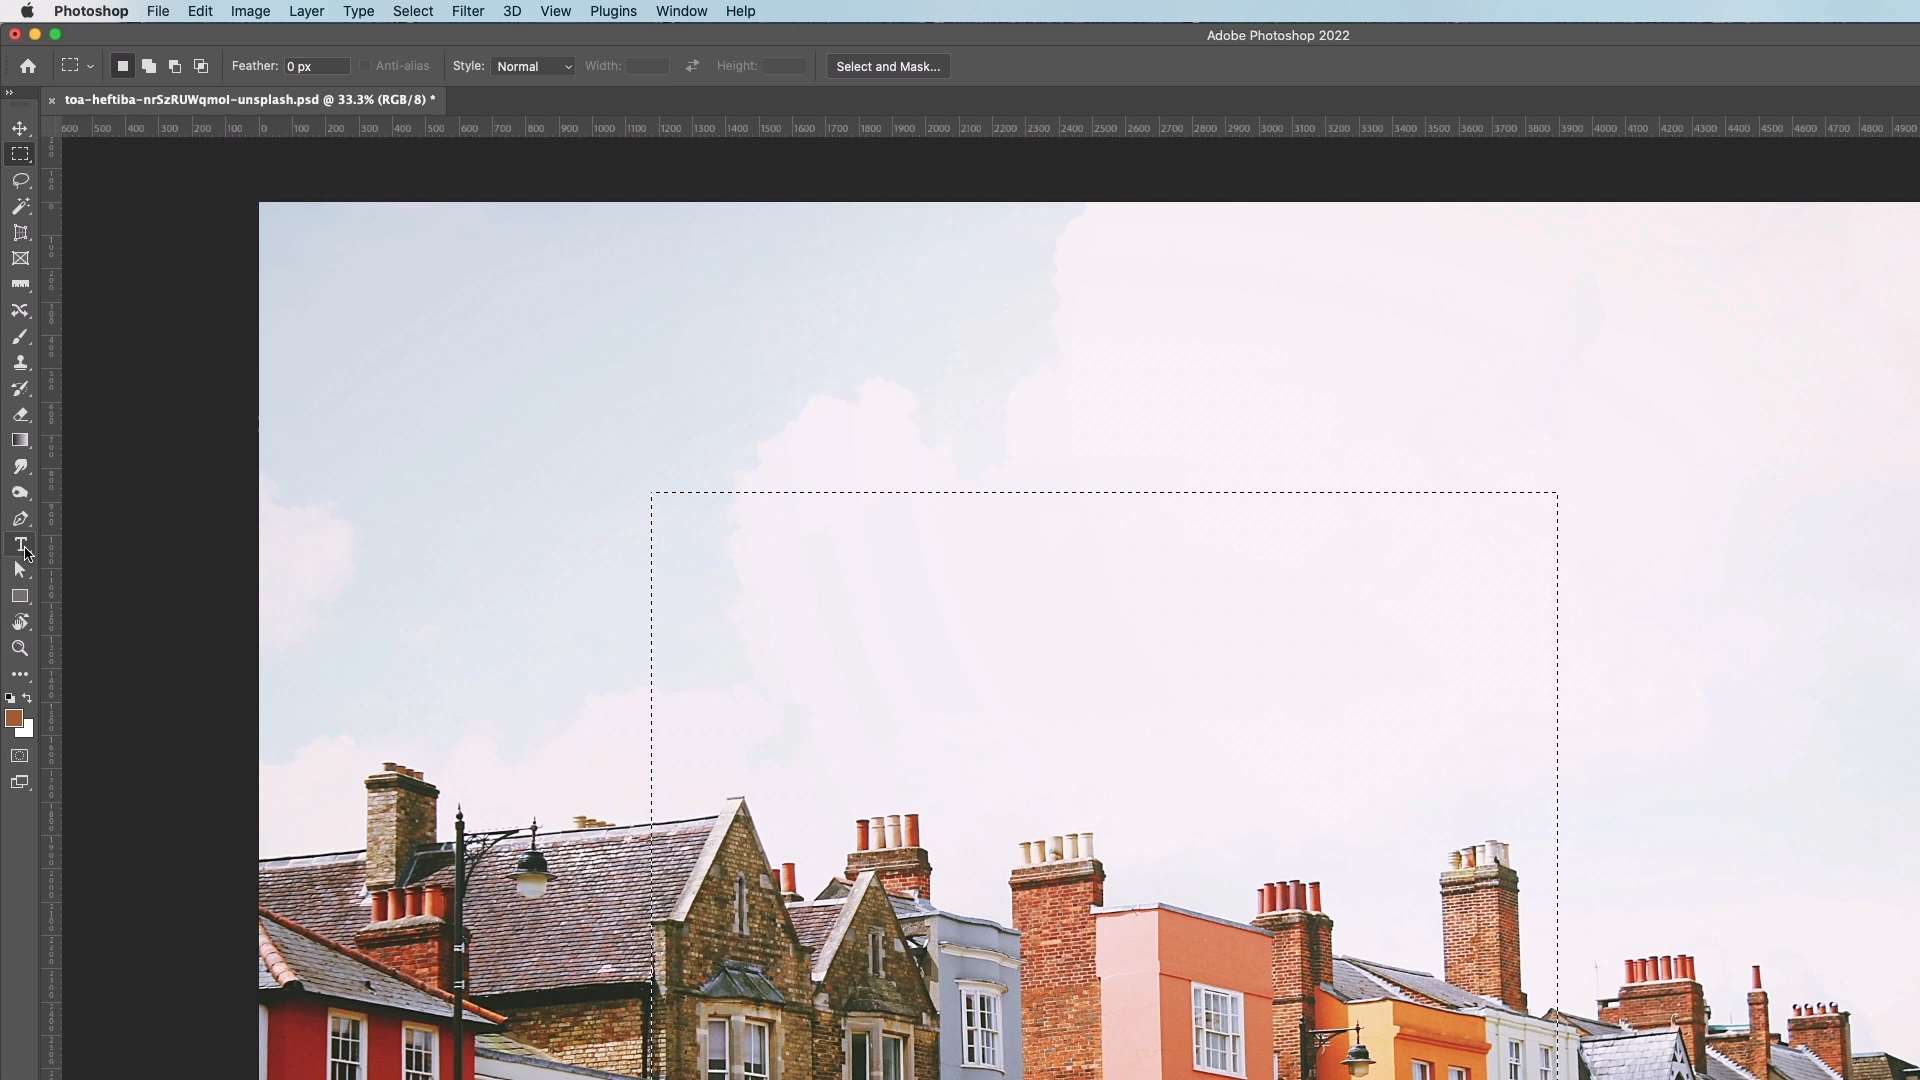 Photoshop File Edit Image Layer Type Select Filter 3D View Plugins Window Help
Adobe Photoshop 2022
Feather: 0 px Anti-alias Style: Normal Width: Height: Select and Mask...
toa-heftiba-nrSzRUWqmoI-unsplash.psd @ 33.3% (RGB/8) *
600 500 400 300 200 100 0 100 200 300 400 500 600 700 800 900 1000 1100 1200 1300 1400 1500 1600 1700 1800 1900 2000 2100 2200 2300 2400 2500 2600 2700 2800 2900 3000 3100 3200 3300 3400 3500 3600 3700 3800 3900 4000 4100 4200 4300 4400 4500 4600 4700 4800 4900